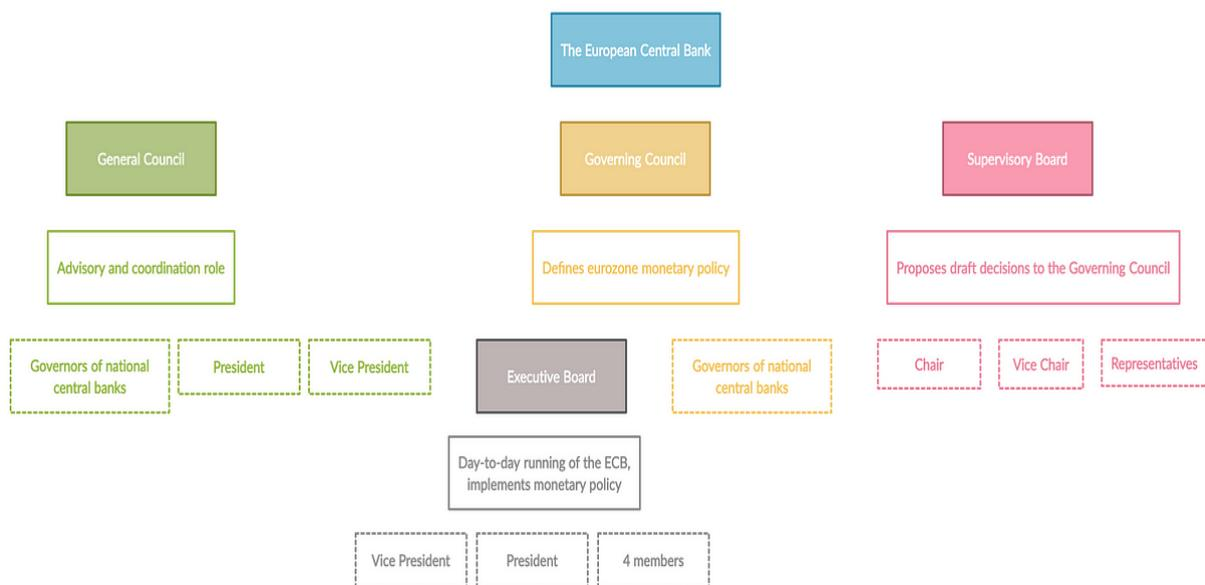 The European Central Bank
General Council
Governing Council
Supervisory Board
Advisory and coordination role
Defines eurozone monetary policy
Proposes draft decisions to the Governing Council
Governors of national
central banks
President
Vice President
Executive Board
Governors of national
central banks
Chair
Vice Chair
Representatives
Day-to-day running of the ECB,
implements monetary policy
Vice President
President
4 members